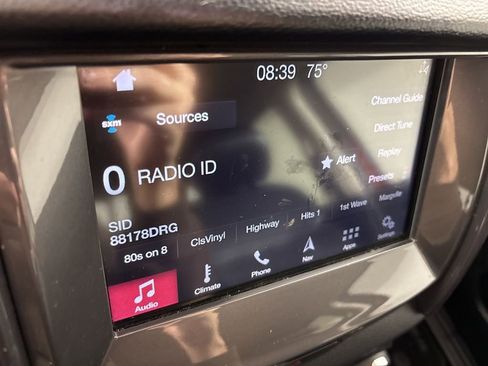 08:39 75°
sxm
Sources
Channel Guide
Direct Tune
0 RADIO ID
Alert
Replay
Presets
SID
88178DRG
80s on 8 ClsVinyl Highway Hits 1 1st Wave Margville
Audio Climate Phone Nav Apps Settings